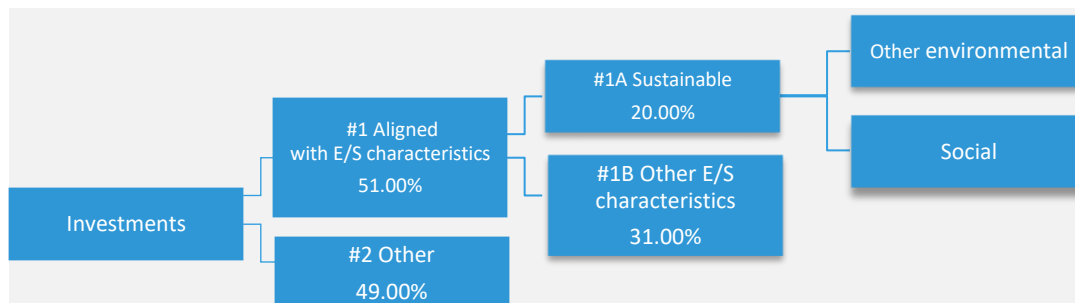 Investments
#1 Aligned
with E/S characteristics
51.00%
#2 Other
49.00%
#1A Sustainable
20.00%
#1B Other E/S
characteristics
31.00%
Other environmental
Social